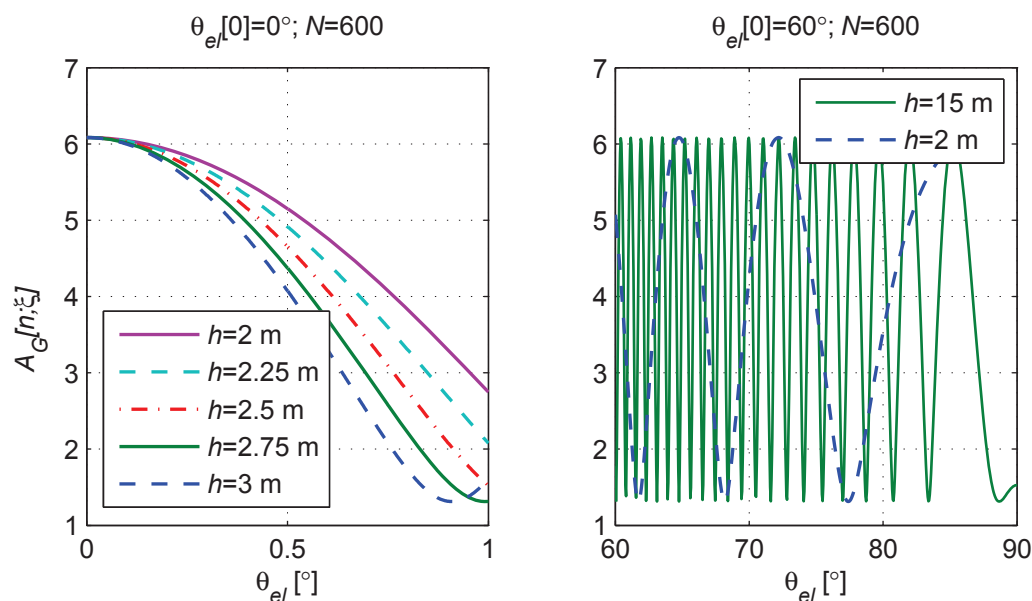 θel[0]=0°; N=600
7
6
5
4
3
2
1
AG[n;ξ]
h=2 m
h=2.25 m
h=2.5 m
h=2.75 m
h=3 m
0 0.5 1
θel [°]
θel[0]=60°; N=600
7
6
5
4
3
2
1
h=15 m
h=2 m
60 70 80 90
θel [°]